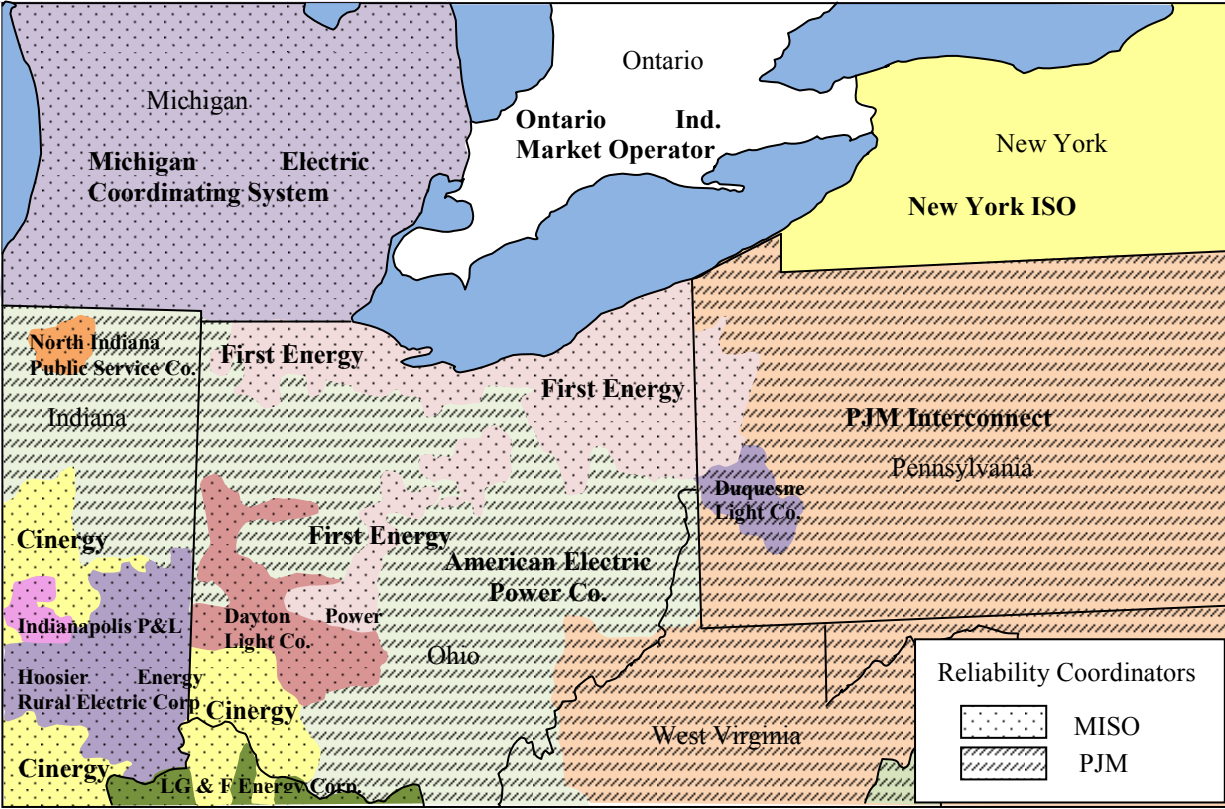 Ontario
Michigan
Ontario Ind.
Market Operator
New York
Michigan Electric
Coordinating System
New York ISO
North Indiana
Public Service Co.
First Energy
First Energy
Indiana
PJM Interconnect
Pennsylvania
Duquesne
Light Co.
Cinergy
First Energy
American Electric
Power Co.
Indianapolis P&L
Dayton Power
Light Co.
Ohio
Hoosier Energy
Rural Electric Corp
Cinergy
West Virginia
Cinergy
LG & F Energy Corn.
Reliability Coordinators
MISO
PJM